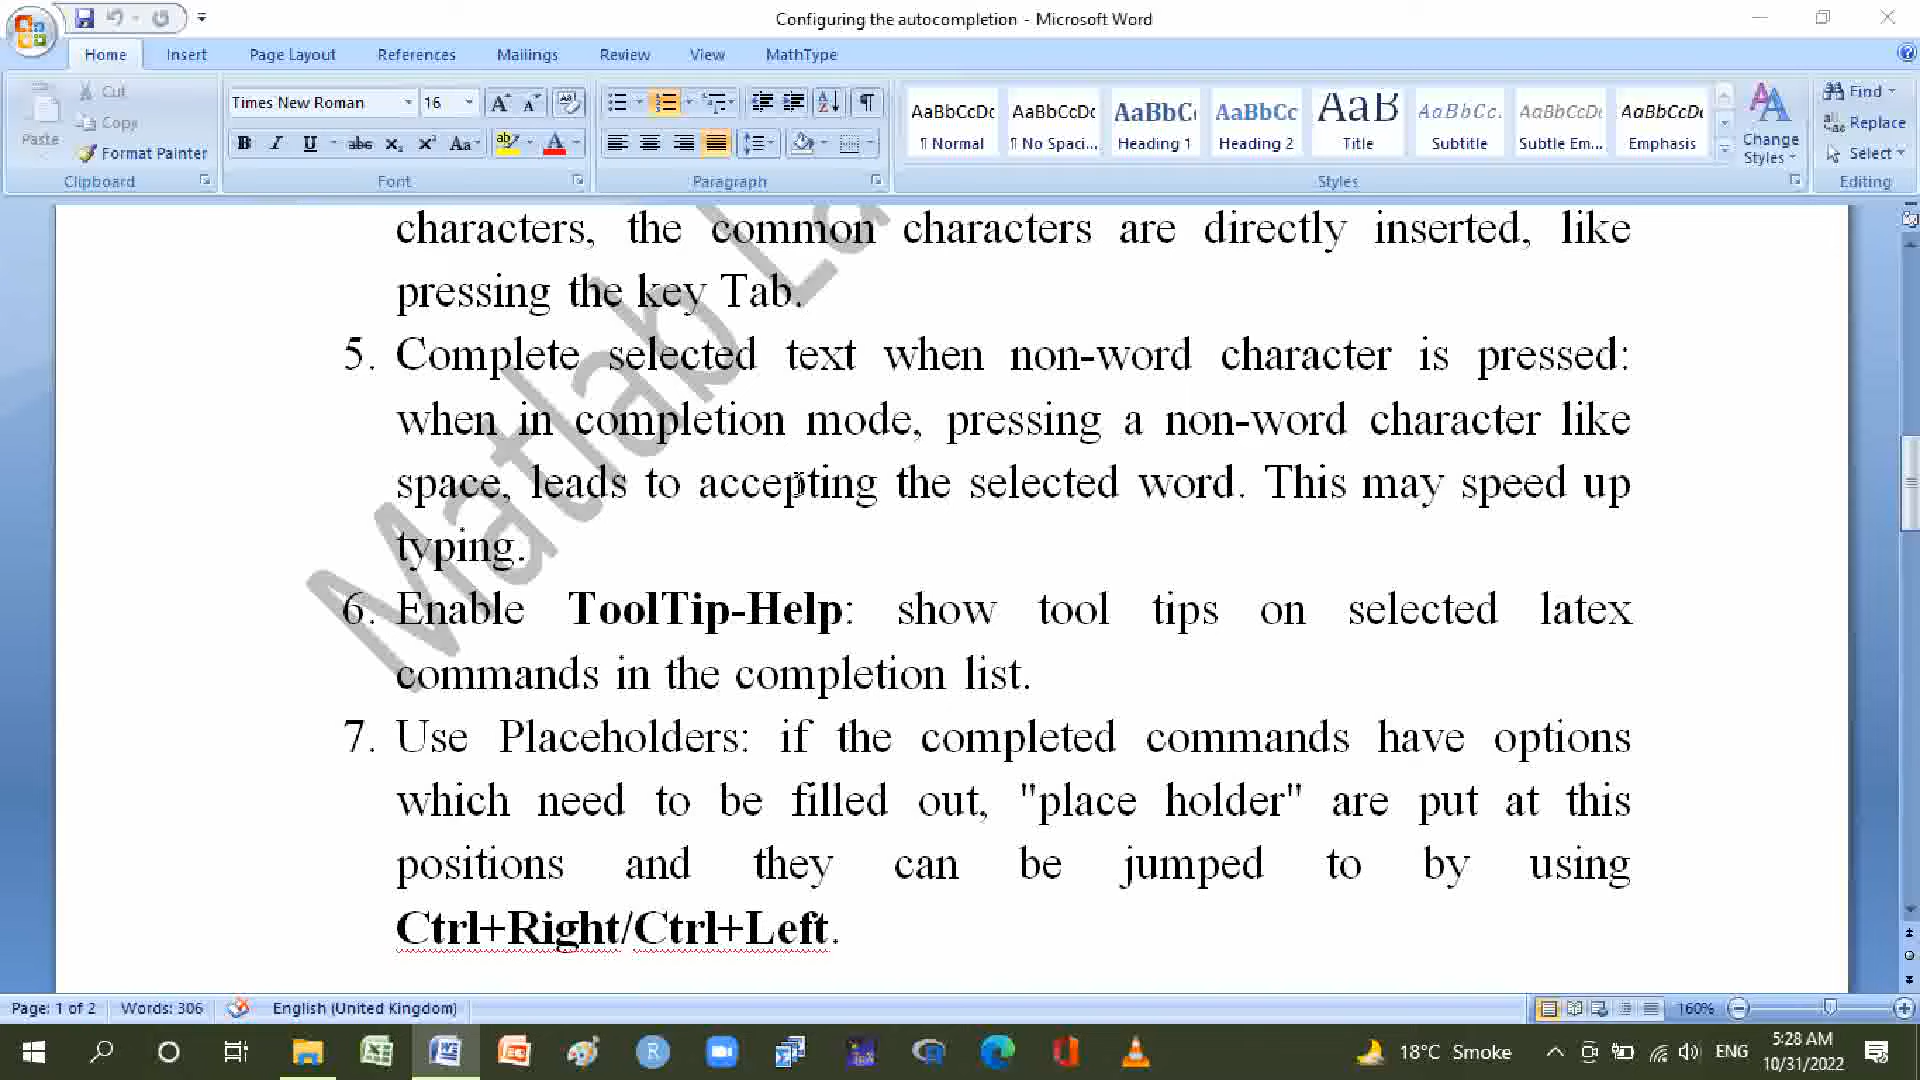 Configuring the autocompletion - Microsoft Word
Home Insert Page Layout References Mailings Review View MathType
Paste
Cut
Copy
Format Painter
Clipboard
Times New Roman 16
Font
Paragraph
AaBbCcDc AaBbCcDc AaBbC AaBbCc AaB AaBbCc. AaBbCcDc AaBbCcDc
¶ Normal ¶ No Spaci... Heading 1 Heading 2 Title Subtitle Subtle Em... Emphasis
Styles
Change Styles
Find
Replace
Select
Editing
characters, the common characters are directly inserted, like
pressing the key Tab.
5. Complete selected text when non-word character is pressed:
when in completion mode, pressing a non-word character like
space, leads to accepting the selected word. This may speed up
typing.
6. Enable ToolTip-Help: show tool tips on selected latex
commands in the completion list.
7. Use Placeholders: if the completed commands have options
which need to be filled out, "place holder" are put at this
positions and they can be jumped to by using
Ctrl+Right/Ctrl+Left.
Matlab
Page: 1 of 2 Words: 306 English (United Kingdom) 160%
18°C Smoke ENG 5:28 AM
10/31/2022